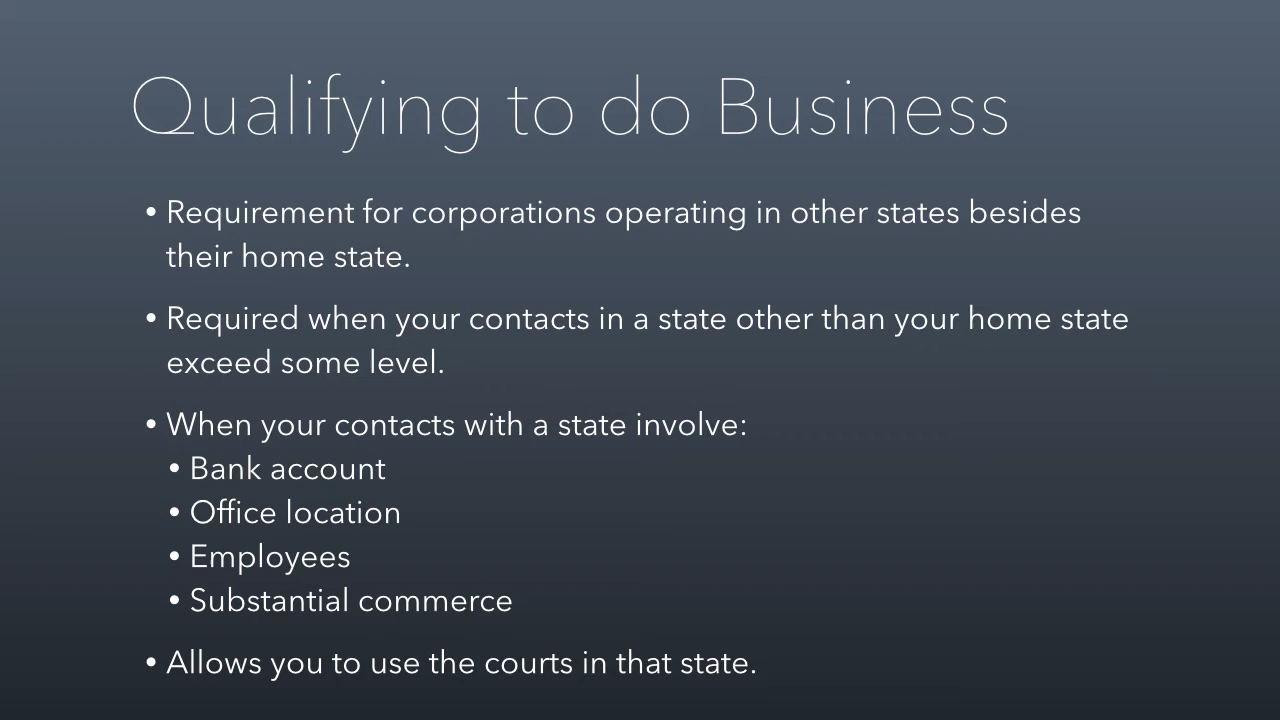 Qualifying to do Business
• Requirement for corporations operating in other states besides
their home state.
• Required when your contacts in a state other than your home state
exceed some level.
• When your contacts with a state involve:
• Bank account
• Office location
• Employees
• Substantial commerce
• Allows you to use the courts in that state.